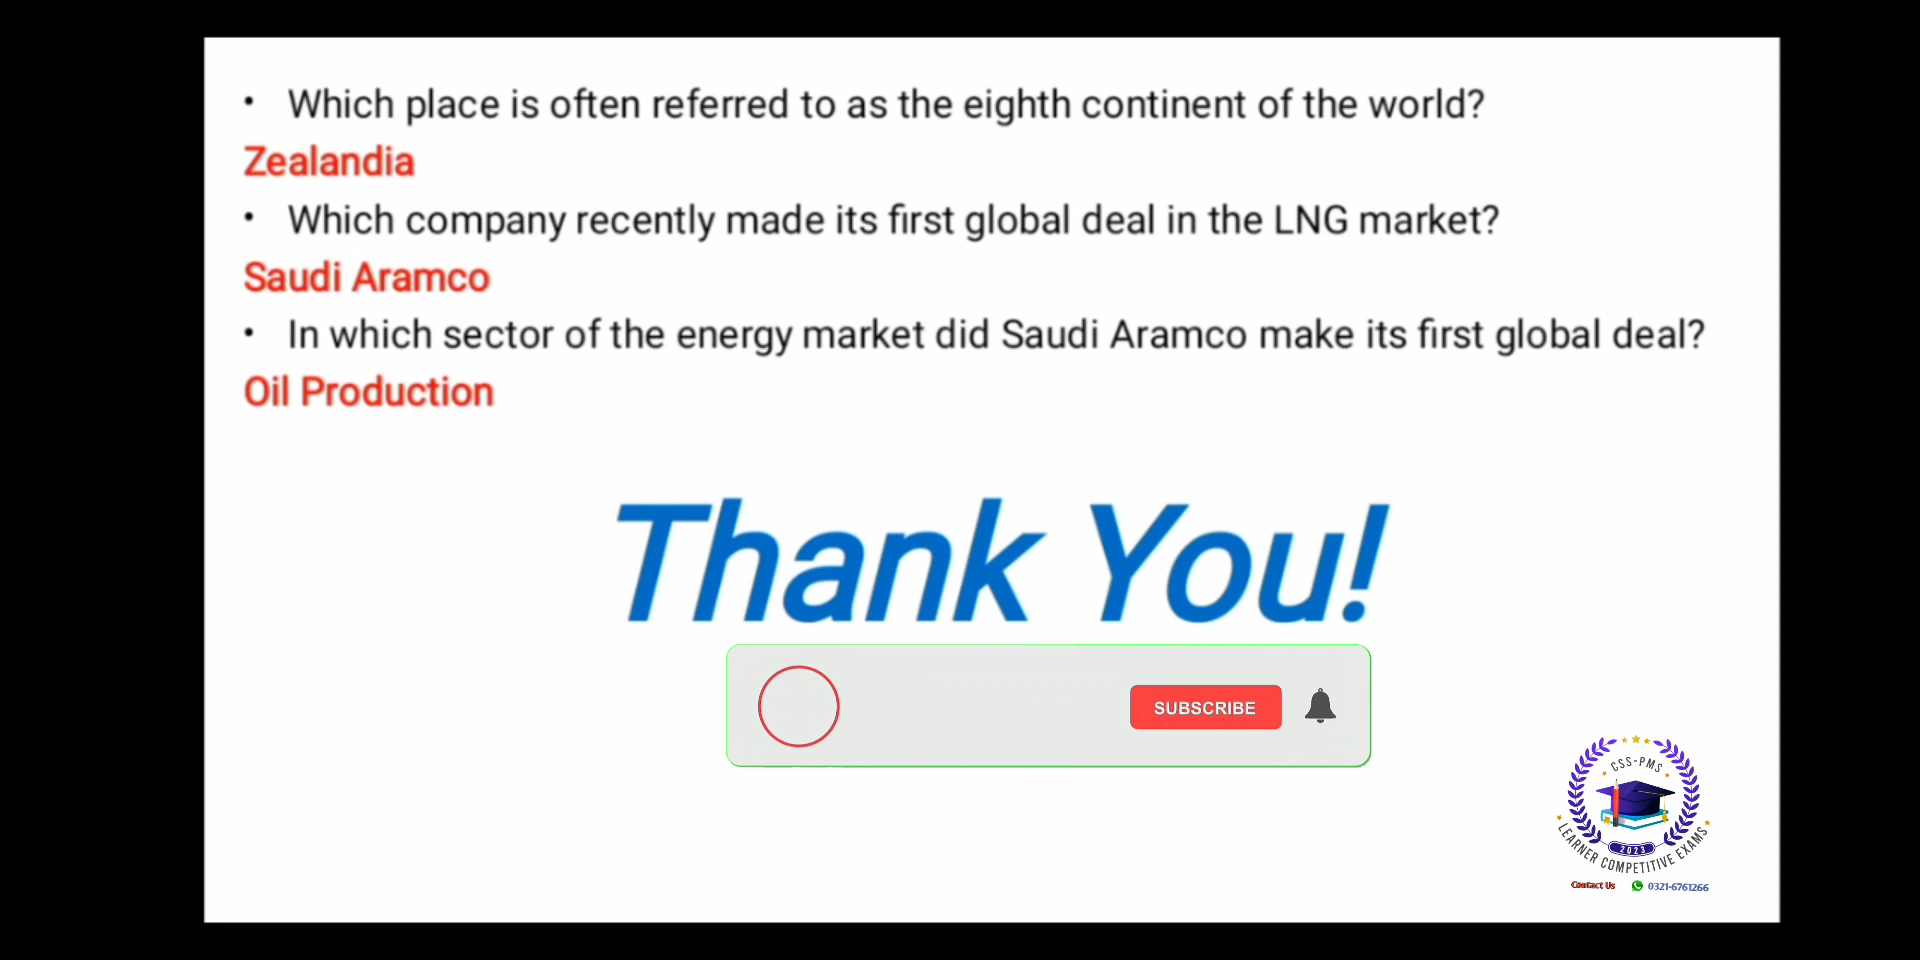 • Which place is often referred to as the eighth continent of the world?
Zealandia
• Which company recently made its first global deal in the LNG market?
Saudi Aramco
• In which sector of the energy market did Saudi Aramco make its first global deal?
Oil Production
Thank You!
SUBSCRIBE
CSS-PMS
2023
LEARNER COMPETITIVE EXAMS
Contact Us 0321-6761266